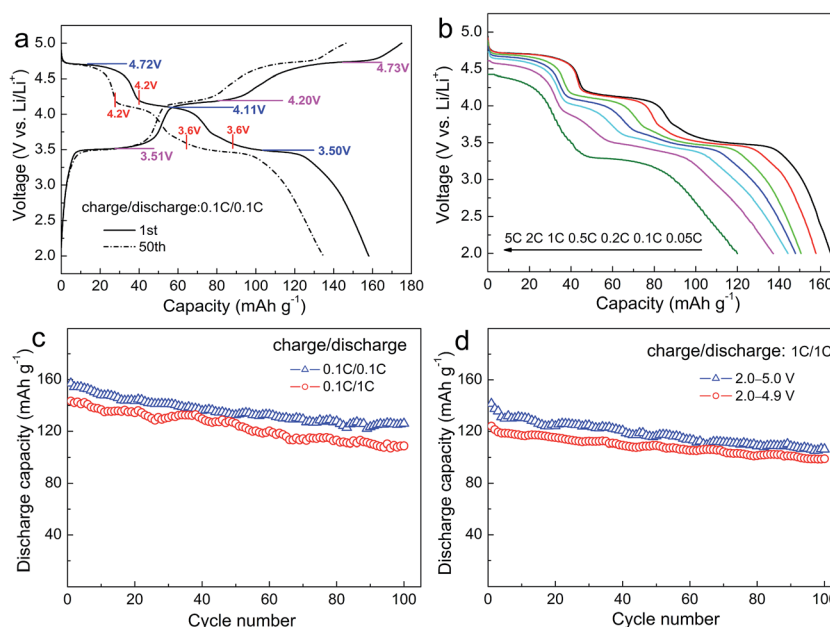 a
5.0
4.5
4.0
3.5
3.0
2.5
2.0
Voltage (V vs. Li/Li⁺)
4.72V
4.2V
4.73V
4.20V
4.11V
4.2V
3.6V
3.6V
3.50V
3.51V
charge/discharge:0.1C/0.1C
1st
50th
0 20 40 60 80 100 120 140 160 180
Capacity (mAh g⁻¹)
b
5.0
4.5
4.0
3.5
3.0
2.5
2.0
Voltage (V vs. Li/Li⁺)
5C 2C 1C 0.5C 0.2C 0.1C 0.05C
0 20 40 60 80 100 120 140 160
Capacity (mAh g⁻¹)
c
charge/discharge
0.1C/0.1C
0.1C/1C
160
120
80
40
Discharge capacity (mAh g⁻¹)
0 20 40 60 80 100
Cycle number
d
charge/discharge: 1C/1C
2.0–5.0 V
2.0–4.9 V
160
120
80
40
Discharge capacity (mAh g⁻¹)
0 20 40 60 80 100
Cycle number